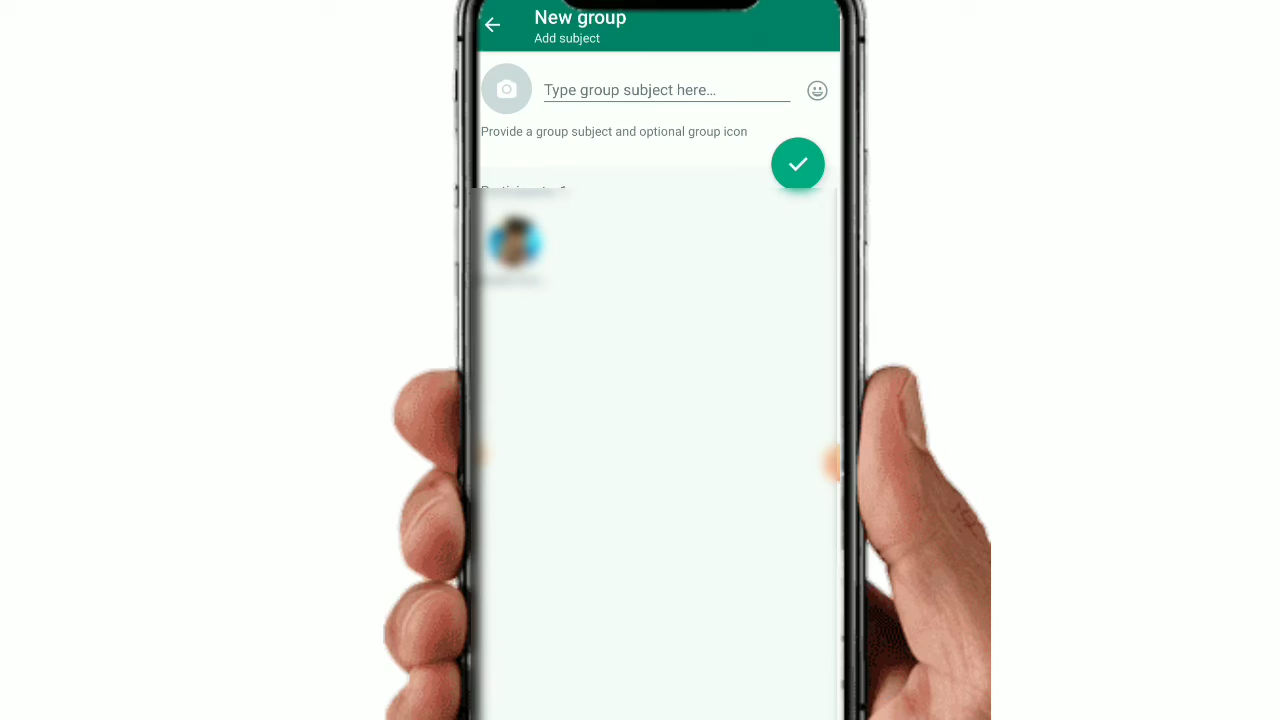 New group
Add subject
Type group subject here...
Provide a group subject and optional group icon